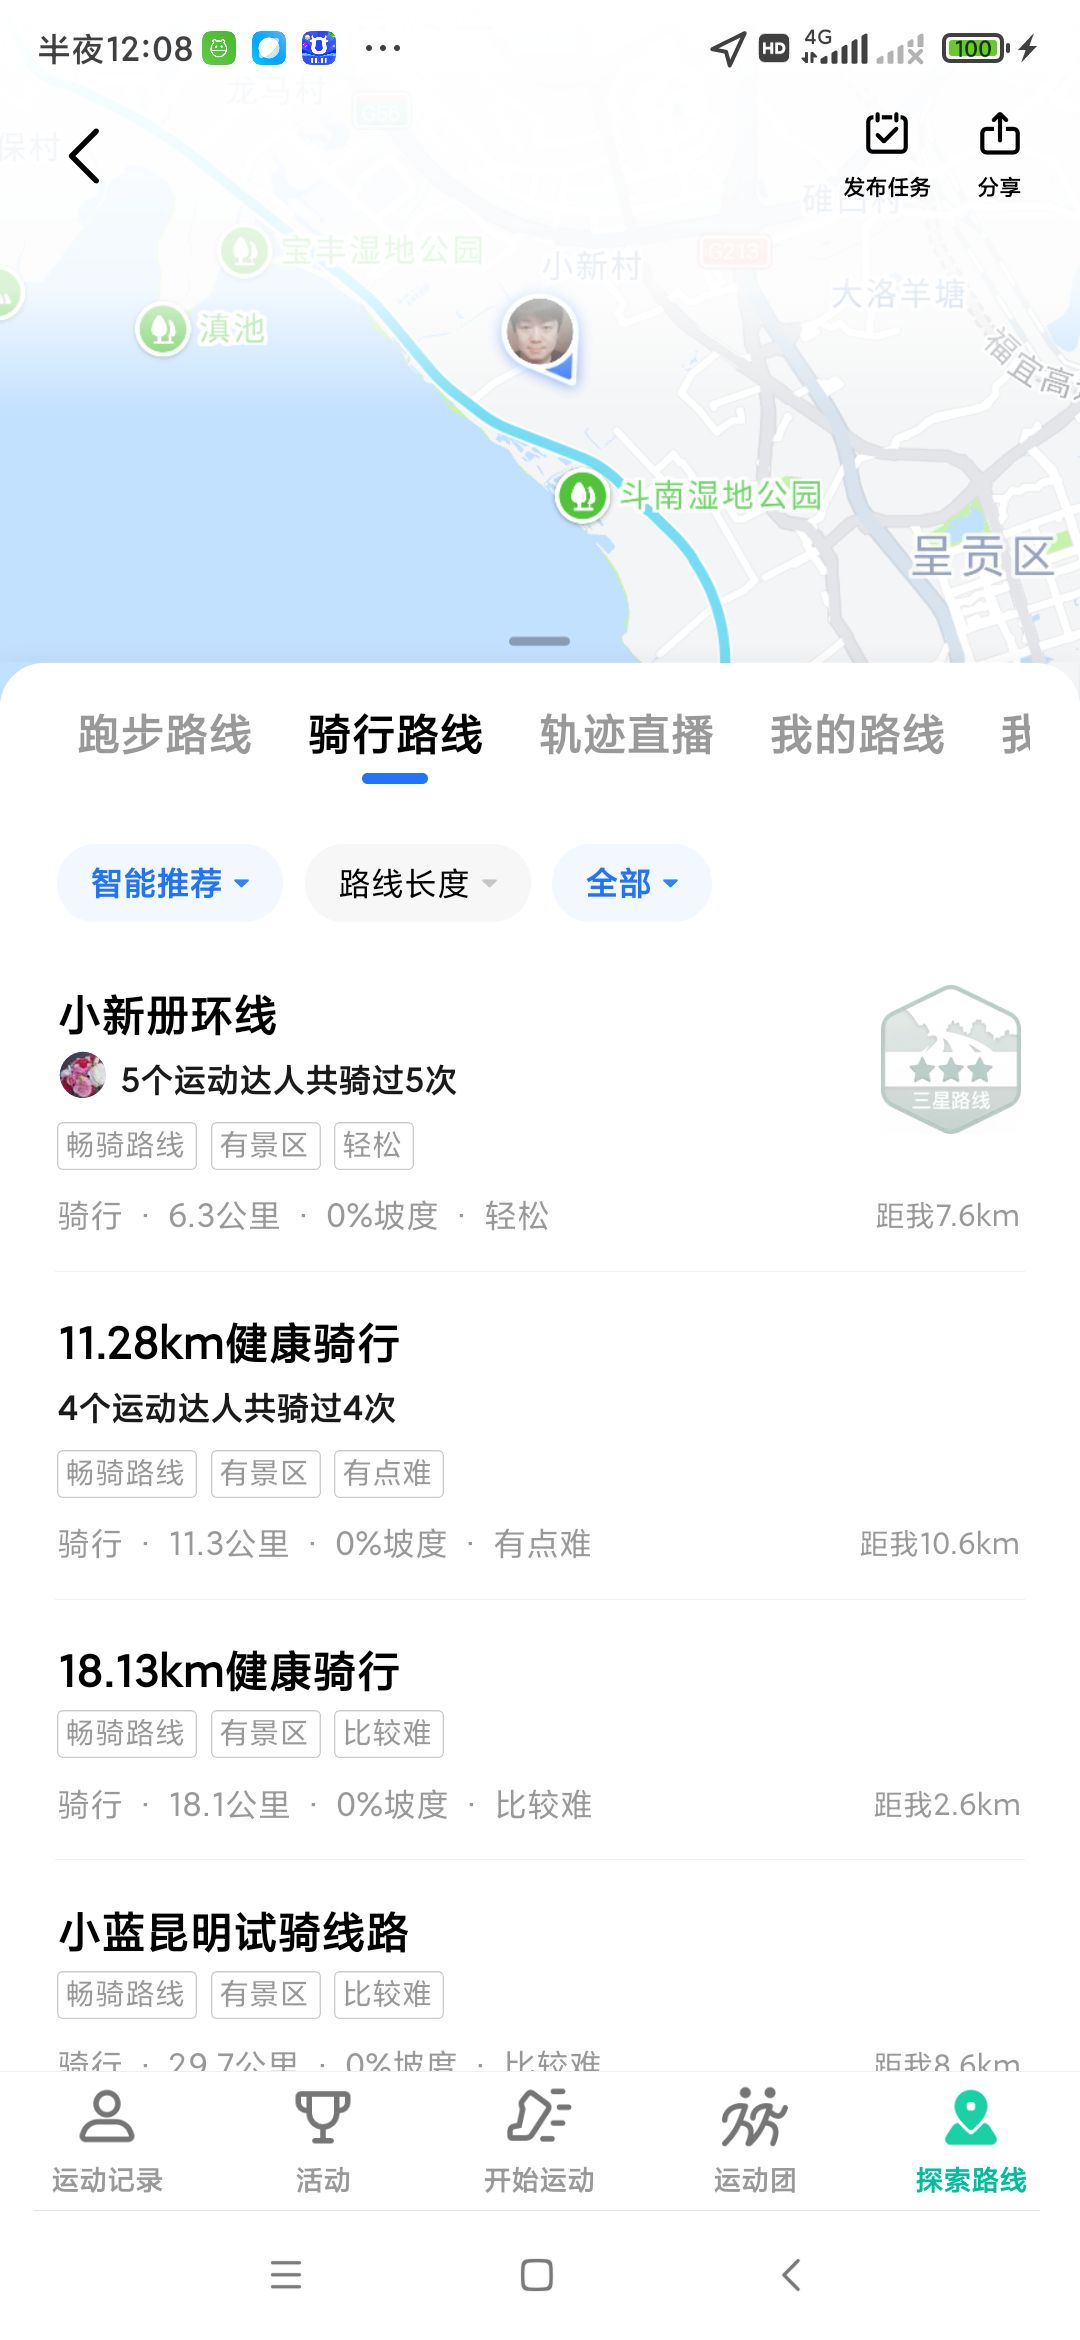 半夜12:08
HD
4G
100
龙马村
G56
保村
发布任务
分享
宝丰湿地公园
小新村
G213
大洛羊塘
滇池
福宜高
斗南湿地公园
呈贡区
跑步路线
骑行路线
轨迹直播
我的路线
我
智能推荐
路线长度
全部
小新册环线
5个运动达人共骑过5次
三星路线
畅骑路线
有景区
轻松
骑行 · 6.3公里 · 0%坡度 · 轻松
距我7.6km
11.28km健康骑行
4个运动达人共骑过4次
畅骑路线
有景区
有点难
骑行 · 11.3公里 · 0%坡度 · 有点难
距我10.6km
18.13km健康骑行
畅骑路线
有景区
比较难
骑行 · 18.1公里 · 0%坡度 · 比较难
距我2.6km
小蓝昆明试骑线路
畅骑路线
有景区
比较难
骑行 · 29.7公里 · 0%坡度 · 比较难
距我8.6km
运动记录
活动
开始运动
运动团
探索路线